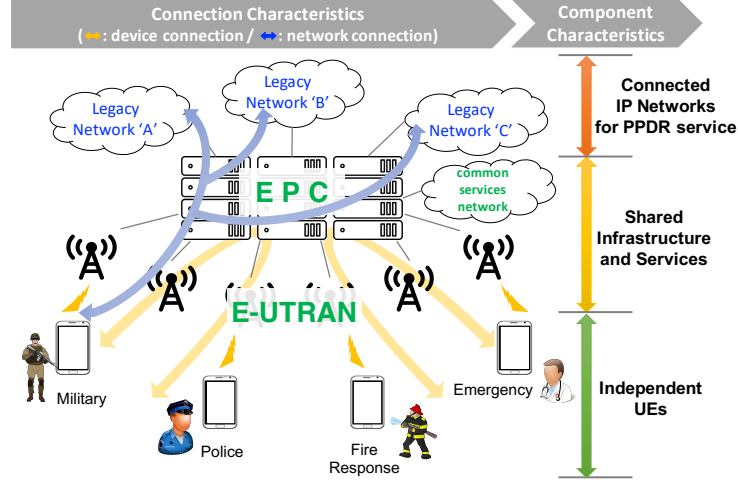 Connection Characteristics
( ⟷ : device connection / ⟷ : network connection)
Component
Characteristics
Legacy
Network ‘A’
Legacy
Network ‘B’
Legacy
Network ‘C’
Connected
IP Networks
for PPDR service
E P C
common
services
network
Shared
Infrastructure
and Services
E-UTRAN
Military
Police
Fire
Response
Emergency
Independent
UEs